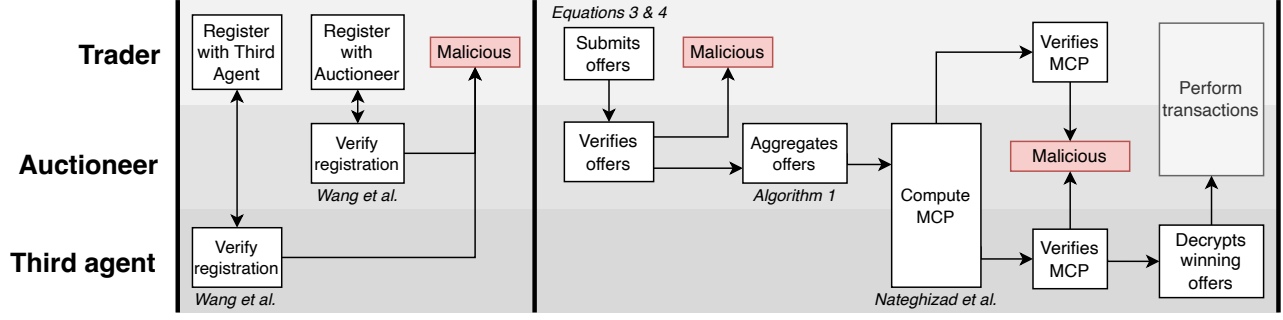 Trader
Auctioneer
Third agent
Register
with Third
Agent
Register
with
Auctioneer
Malicious
Verify
registration
Wang et al.
Verify
registration
Wang et al.
Equations 3 & 4
Submits
offers
Malicious
Verifies
offers
Aggregates
offers
Algorithm 1
Compute
MCP
Nateghizad et al.
Verifies
MCP
Malicious
Verifies
MCP
Perform
transactions
Decrypts
winning
offers